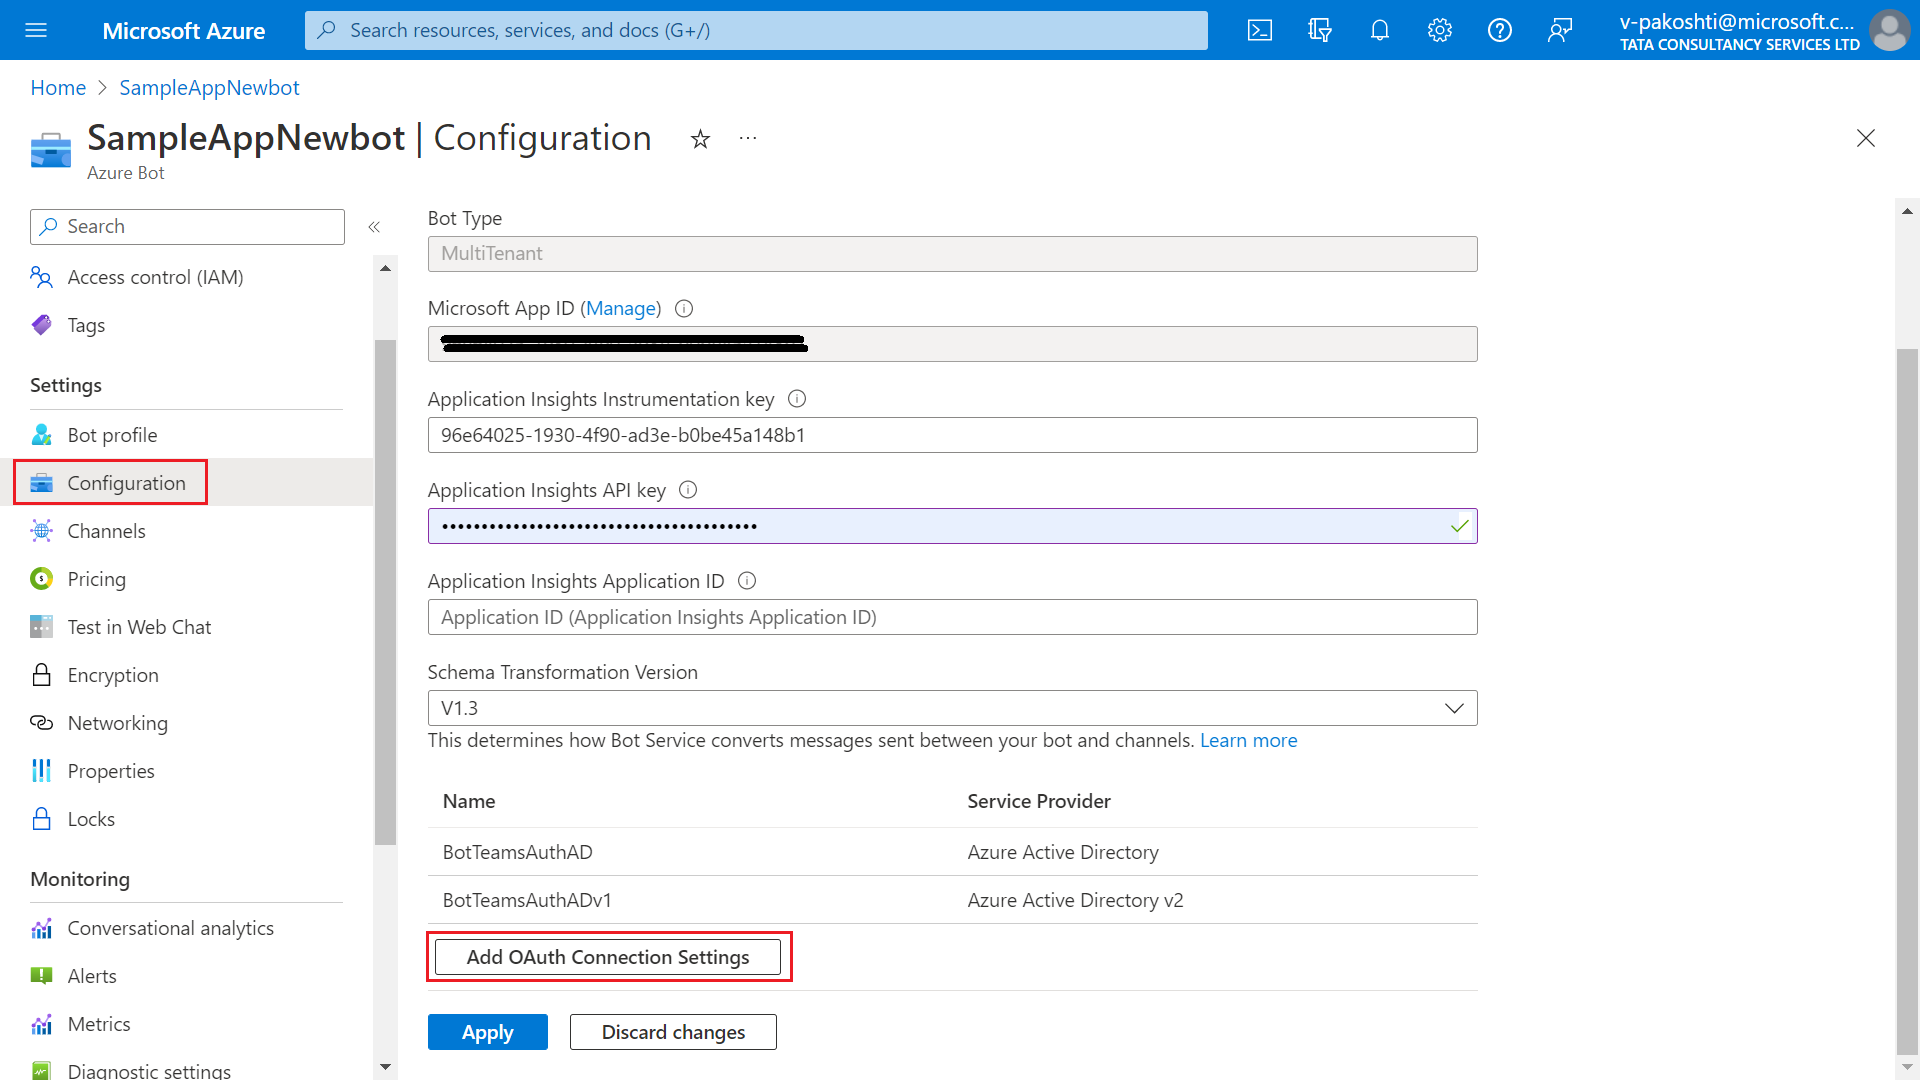 Microsoft Azure
Search resources, services, and docs (G+/)
v-pakoshti@microsoft.c...
TATA CONSULTANCY SERVICES LTD
Home > SampleAppNewbot
SampleAppNewbot | Configuration
Azure Bot
Search
Access control (IAM)
Tags
Settings
Bot profile
Configuration
Channels
Pricing
Test in Web Chat
Encryption
Networking
Properties
Locks
Monitoring
Conversational analytics
Alerts
Metrics
Diagnostic settings
Bot Type
MultiTenant
Microsoft App ID (Manage)
Application Insights Instrumentation key
96e64025-1930-4f90-ad3e-b0be45a148b1
Application Insights API key
Application Insights Application ID
Application ID (Application Insights Application ID)
Schema Transformation Version
V1.3
This determines how Bot Service converts messages sent between your bot and channels. Learn more
Name Service Provider
BotTeamsAuthAD Azure Active Directory
BotTeamsAuthADv1 Azure Active Directory v2
Add OAuth Connection Settings
Apply Discard changes